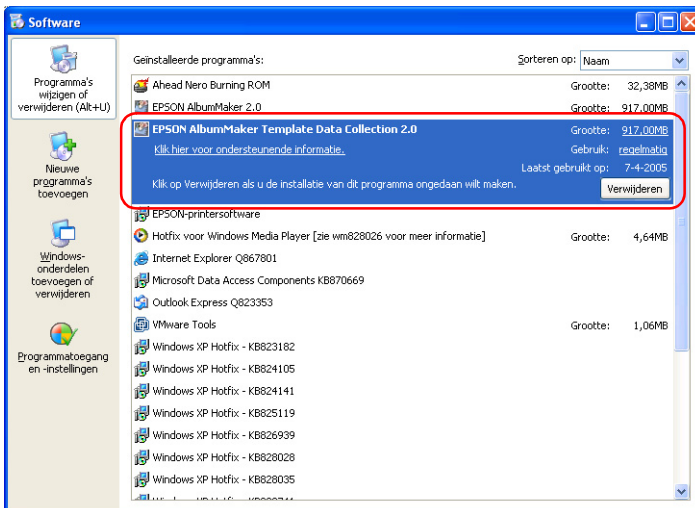 Software
Programma's
wijzigen of
verwijderen (Alt+U)
Nieuwe
programma's
toevoegen
Windows-
onderdelen
toevoegen of
verwijderen
Programmatoegang
en -instellingen
Geïnstalleerde programma's:
Sorteren op: Naam
Ahead Nero Burning ROM Grootte: 32,38MB
EPSON AlbumMaker 2.0 Grootte: 917,00MB
EPSON AlbumMaker Template Data Collection 2.0 Grootte: 917,00MB
Klik hier voor ondersteunende informatie. Gebruik: regelmatig
Laatst gebruikt op: 7-4-2005
Klik op Verwijderen als u de installatie van dit programma ongedaan wilt maken. Verwijderen
EPSON-printersoftware
Hotfix voor Windows Media Player [zie wm828026 voor meer informatie] Grootte: 4,64MB
Internet Explorer Q867801
Microsoft Data Access Components KB870669
Outlook Express Q823353
VMware Tools Grootte: 1,06MB
Windows XP Hotfix - KB823182
Windows XP Hotfix - KB824105
Windows XP Hotfix - KB824141
Windows XP Hotfix - KB825119
Windows XP Hotfix - KB826939
Windows XP Hotfix - KB828028
Windows XP Hotfix - KB828035